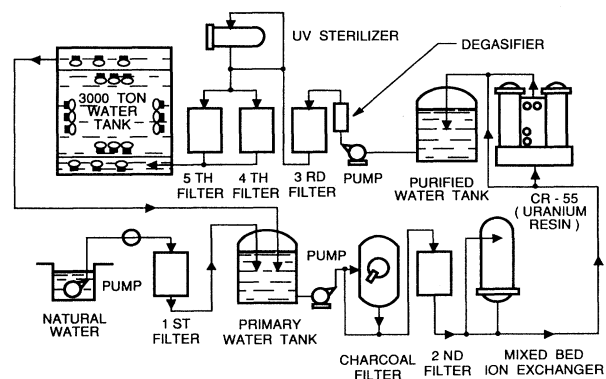 UV STERILIZER
DEGASIFIER
3000 TON
WATER
TANK
5 TH
FILTER
4 TH
FILTER
3 RD
FILTER
PUMP
PURIFIED
WATER TANK
CR - 55
( URANIUM
RESIN )
PUMP
NATURAL
WATER
1 ST
FILTER
PRIMARY
WATER TANK
PUMP
CHARCOAL
FILTER
2 ND
FILTER
MIXED BED
ION EXCHANGER